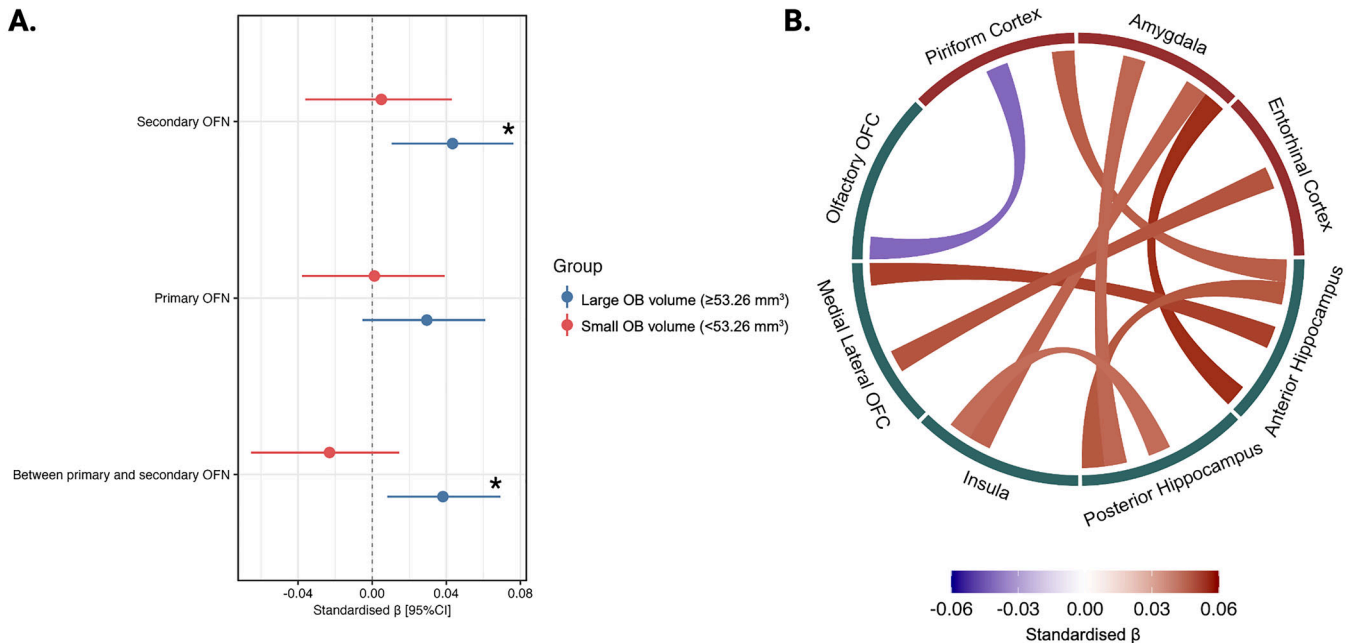 A.
Secondary OFN
*
Primary OFN
Between primary and secondary OFN
*
-0.04
0.00
0.04
0.08
Standardised β [95%CI]
Group
Large OB volume (≥53.26 mm³)
Small OB volume (<53.26 mm³)
B.
Piriform Cortex
Amygdala
Entorhinal Cortex
Olfactory OFC
Medial Lateral OFC
Insula
Posterior Hippocampus
Anterior Hippocampus
-0.06
-0.03
0.00
0.03
0.06
Standardised β